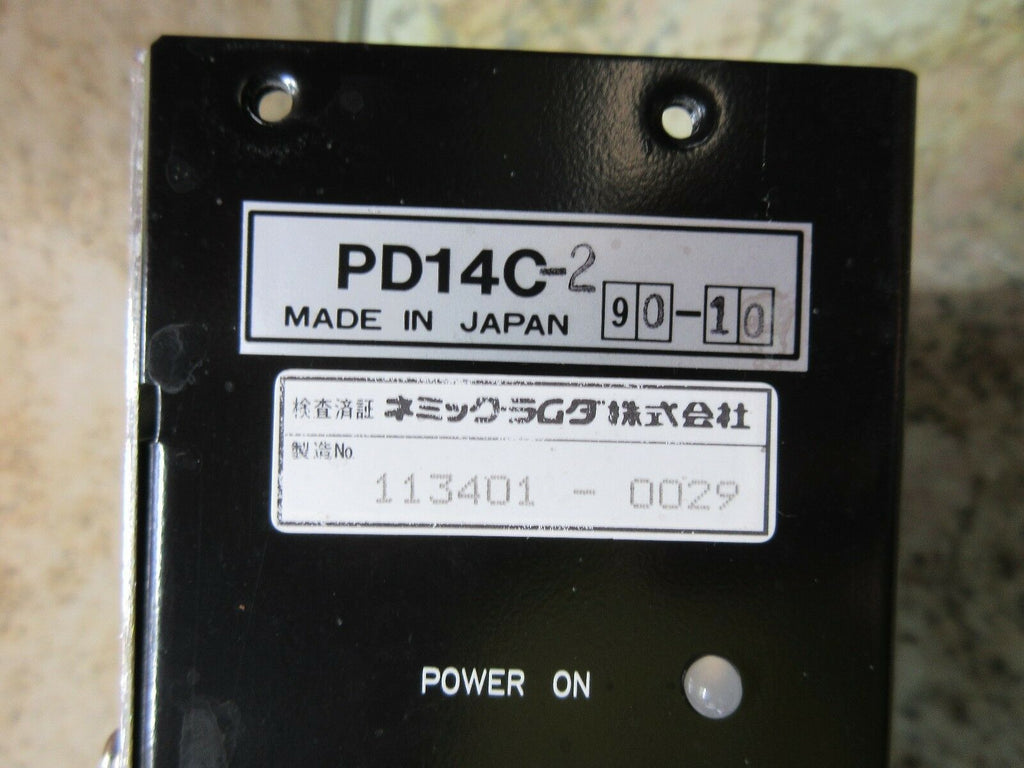 PD14C-2
MADE IN JAPAN 90-10
検査済証 ネミック・ラムダ株式会社
製造No
113401 - 0029
POWER ON